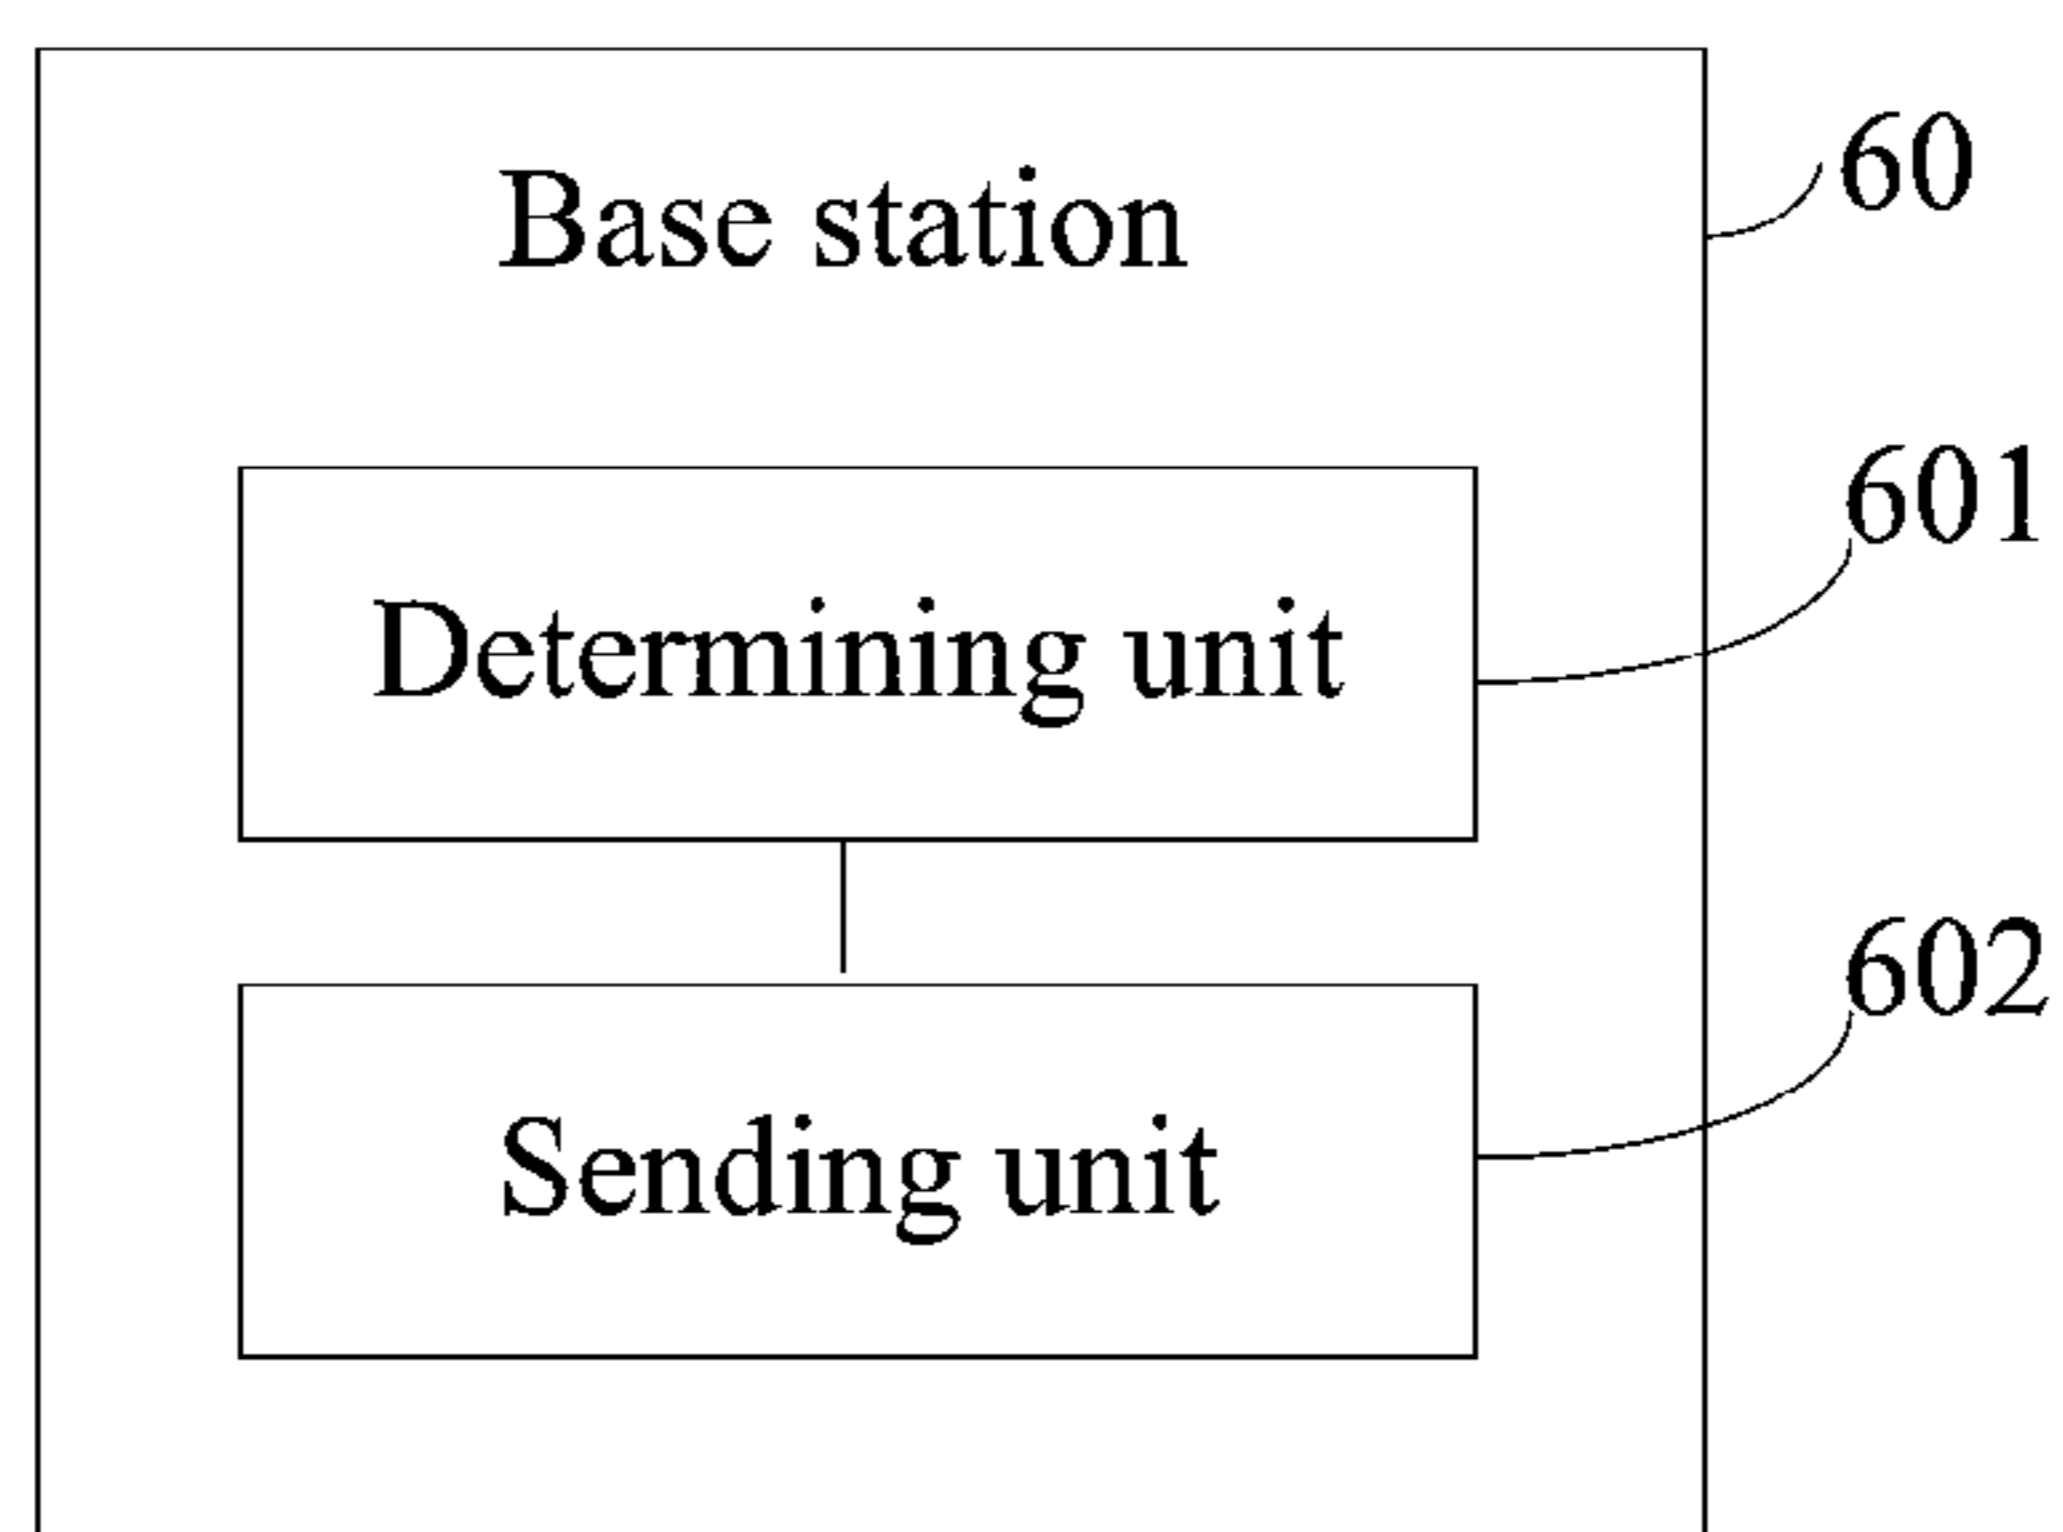 Base station
60
601
Determining unit
602
Sending unit